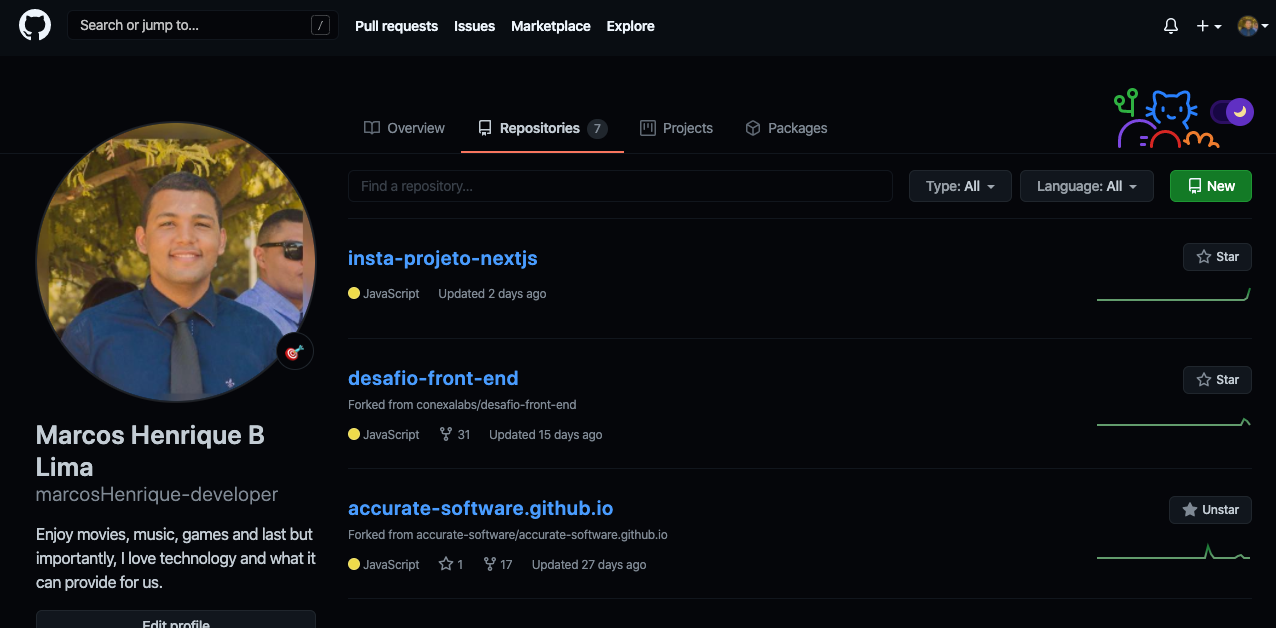 Search or jump to...
/
Pull requests
Issues
Marketplace
Explore
Overview
Repositories 7
Projects
Packages
Find a repository...
Type: All
Language: All
New
Marcos Henrique B
Lima
marcosHenrique-developer
Enjoy movies, music, games and last but
importantly, I love technology and what it
can provide for us.
Edit profile
insta-projeto-nextjs
Star
JavaScript Updated 2 days ago
desafio-front-end
Star
Forked from conexalabs/desafio-front-end
JavaScript 31 Updated 15 days ago
accurate-software.github.io
Unstar
Forked from accurate-software/accurate-software.github.io
JavaScript 1 17 Updated 27 days ago